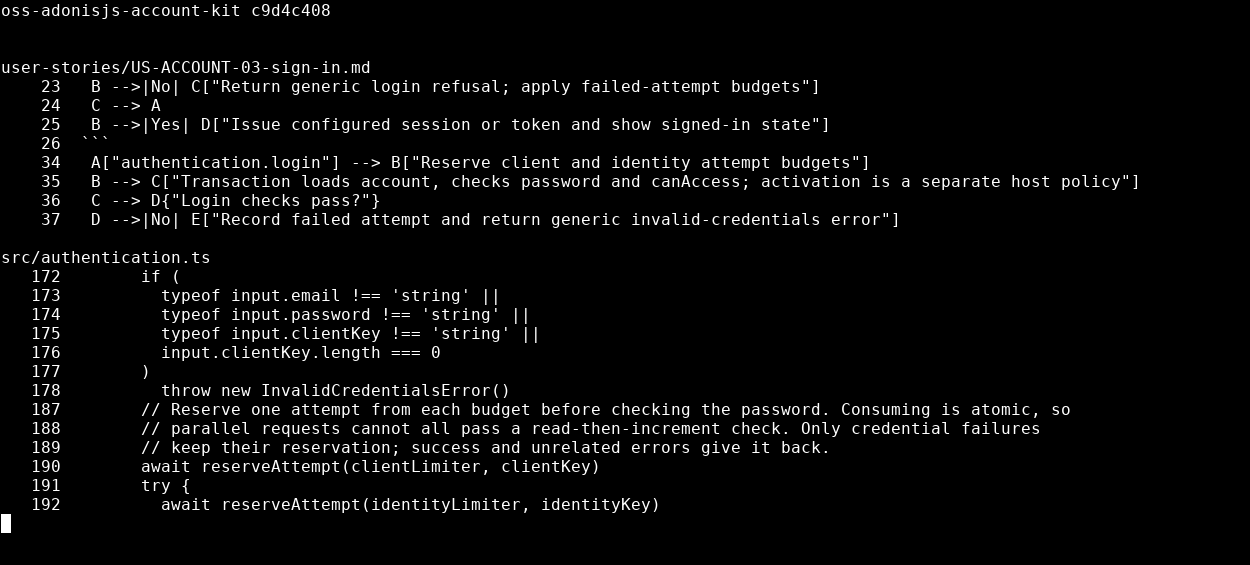 oss-adonisjs-account-kit c9d4c408
user-stories/US-ACCOUNT-03-sign-in.md
23   B -->|No| C["Return generic login refusal; apply failed-attempt budgets"]
24   C --> A
25   B -->|Yes| D["Issue configured session or token and show signed-in state"]
26  ```
34   A["authentication.login"] --> B["Reserve client and identity attempt budgets"]
35   B --> C["Transaction loads account, checks password and canAccess; activation is a separate host policy"]
36   C --> D{"Login checks pass?"}
37   D -->|No| E["Record failed attempt and return generic invalid-credentials error"]
src/authentication.ts
172        if (
173          typeof input.email !== 'string' ||
174          typeof input.password !== 'string' ||
175          typeof input.clientKey !== 'string' ||
176          input.clientKey.length === 0
177        )
178          throw new InvalidCredentialsError()
187        // Reserve one attempt from each budget before checking the password. Consuming is atomic, so
188        // parallel requests cannot all pass a read-then-increment check. Only credential failures
189        // keep their reservation; success and unrelated errors give it back.
190        await reserveAttempt(clientLimiter, clientKey)
191        try {
192          await reserveAttempt(identityLimiter, identityKey)